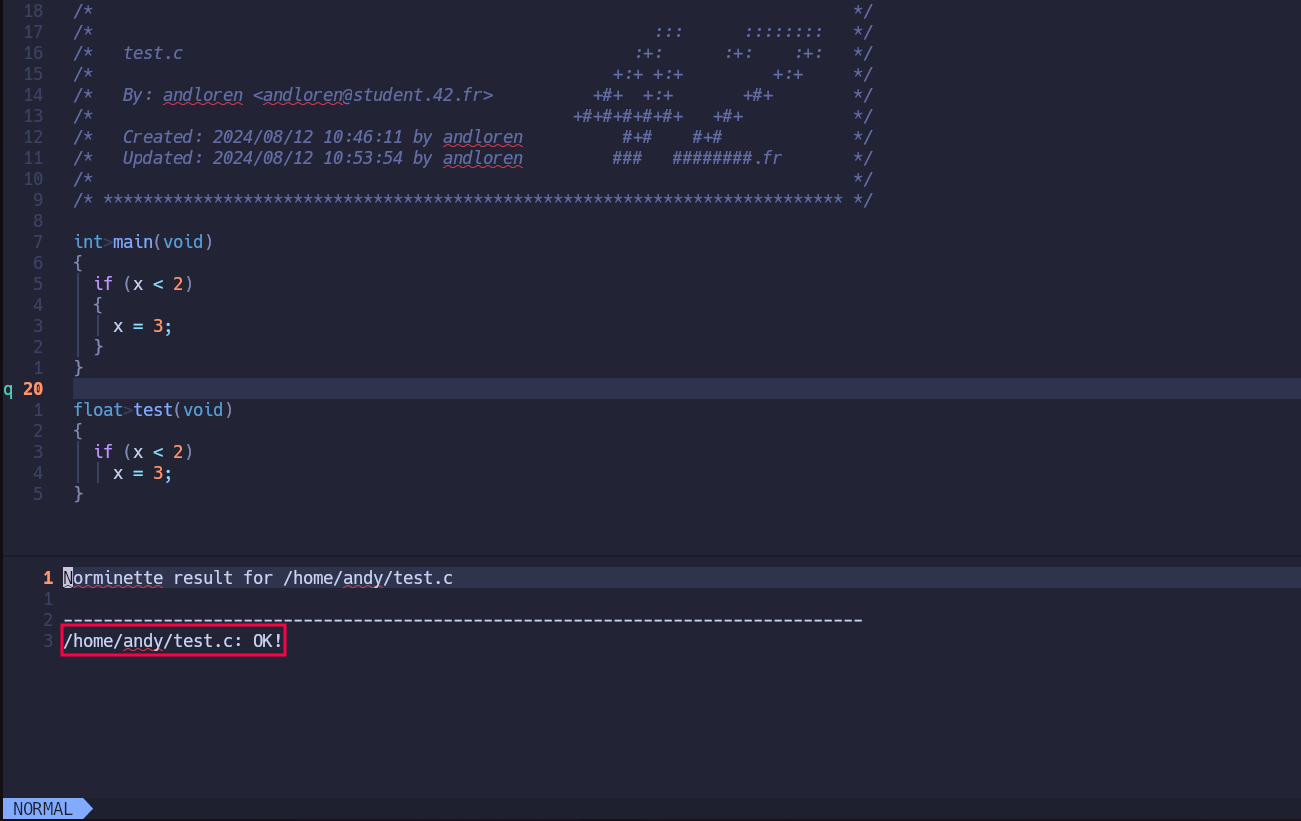 18 /*                                                                            */
17 /*                                                        :::      ::::::::   */
16 /*   test.c                                             :+:      :+:    :+:   */
15 /*                                                    +:+ +:+         +:+     */
14 /*   By: andloren <andloren@student.42.fr>          +#+  +:+       +#+        */
13 /*                                                +#+#+#+#+#+   +#+           */
12 /*   Created: 2024/08/12 10:46:11 by andloren          #+#    #+#             */
11 /*   Updated: 2024/08/12 10:53:54 by andloren         ###   ########.fr       */
10 /*                                                                            */
9 /* ************************************************************************** */
8
7 int>main(void)
6 {
5   if (x < 2)
4   {
3     x = 3;
2   }
1 }
q 20
1 float>test(void)
2 {
3   if (x < 2)
4     x = 3;
5 }
1 Norminette result for /home/andy/test.c
1
2 --------------------------------------------------------------------------------
3 /home/andy/test.c: OK!
NORMAL